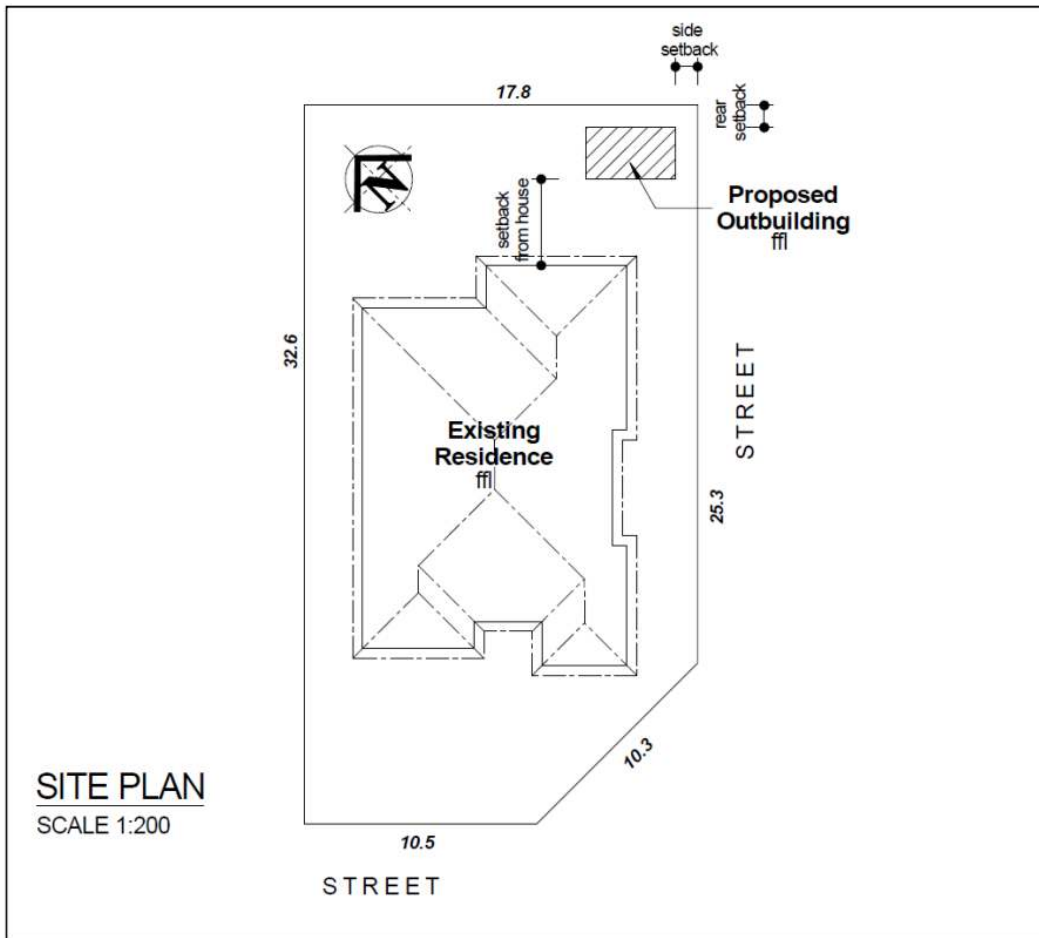 side
setback
17.8
rear
setback
N
setback
from house
Proposed
Outbuilding
ffl
32.6
STREET
Existing
Residence
ffl
25.3
10.3
SITE PLAN
SCALE 1:200
10.5
STREET